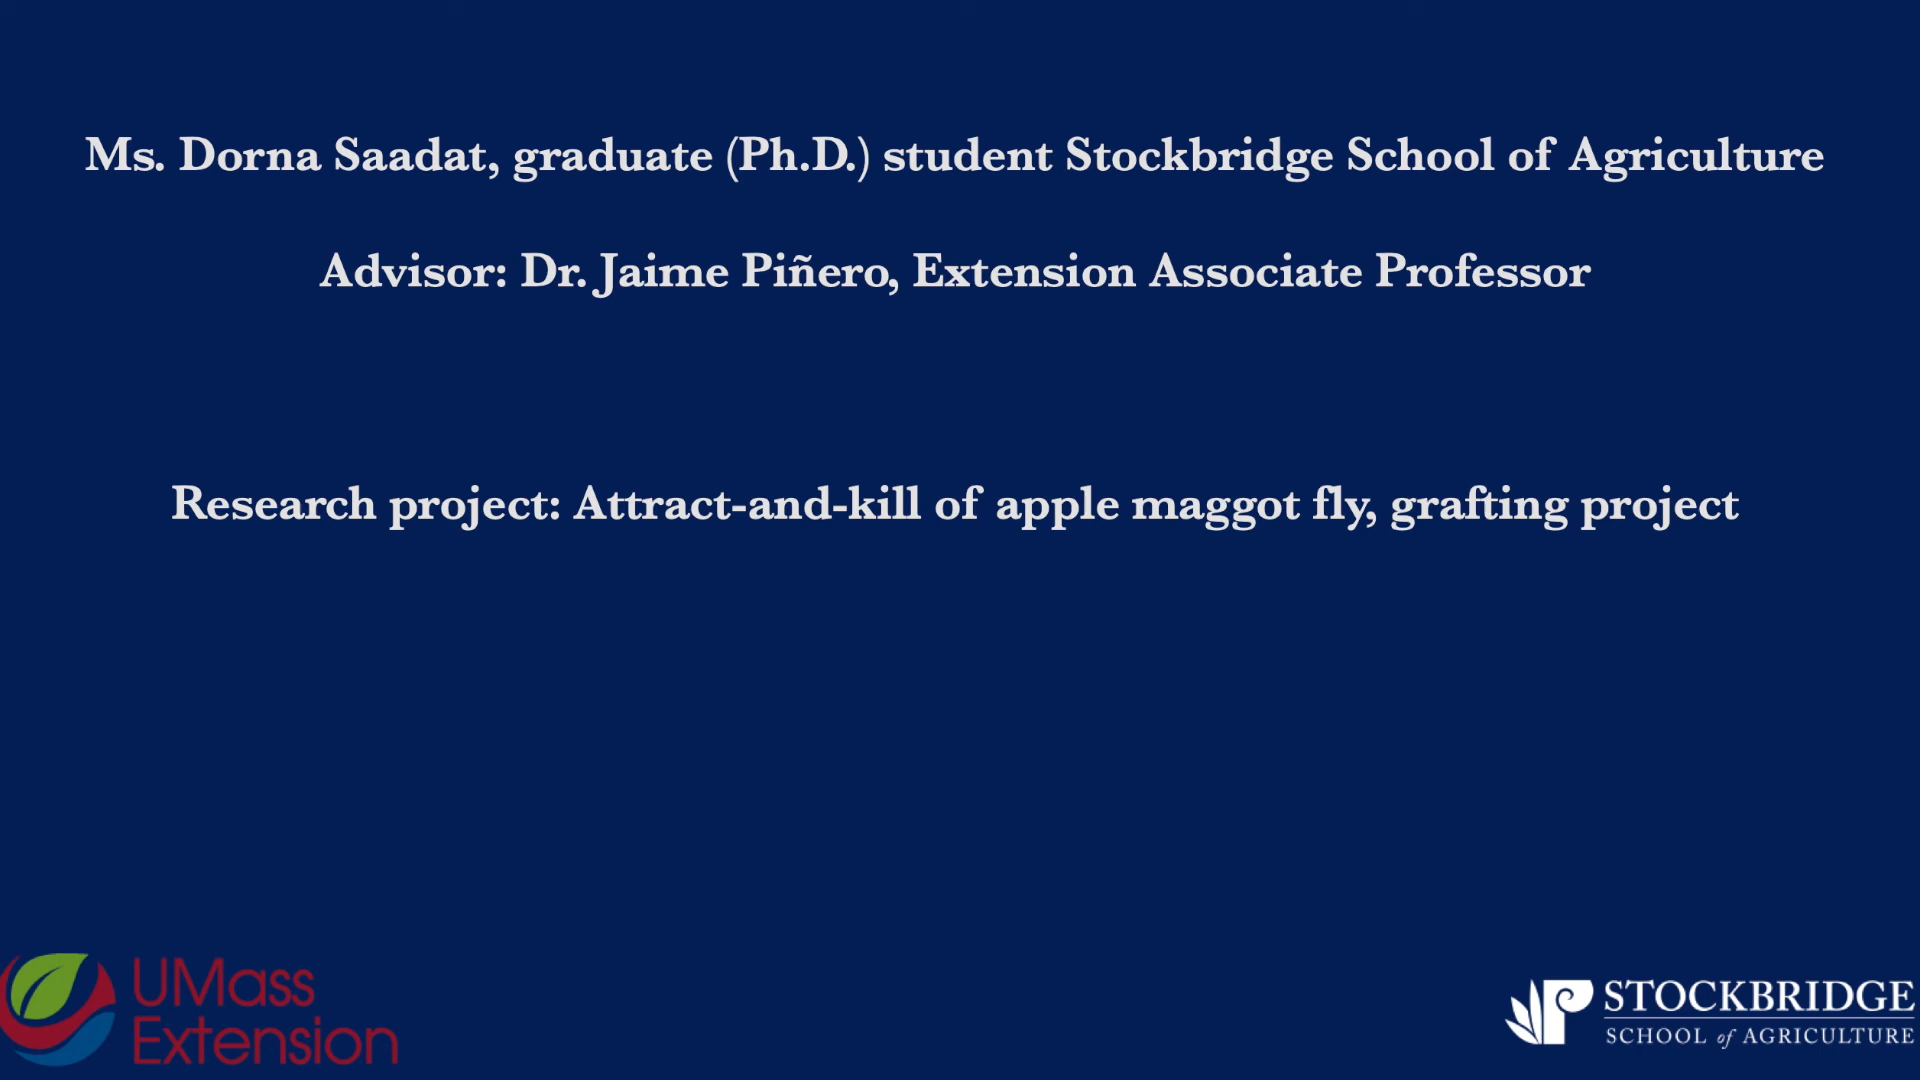 Ms. Dorna Saadat, graduate (Ph.D.) student Stockbridge School of Agriculture
Advisor: Dr. Jaime Piñero, Extension Associate Professor
Research project: Attract-and-kill of apple maggot fly, grafting project
UMass
Extension
STOCKBRIDGE
SCHOOL of AGRICULTURE